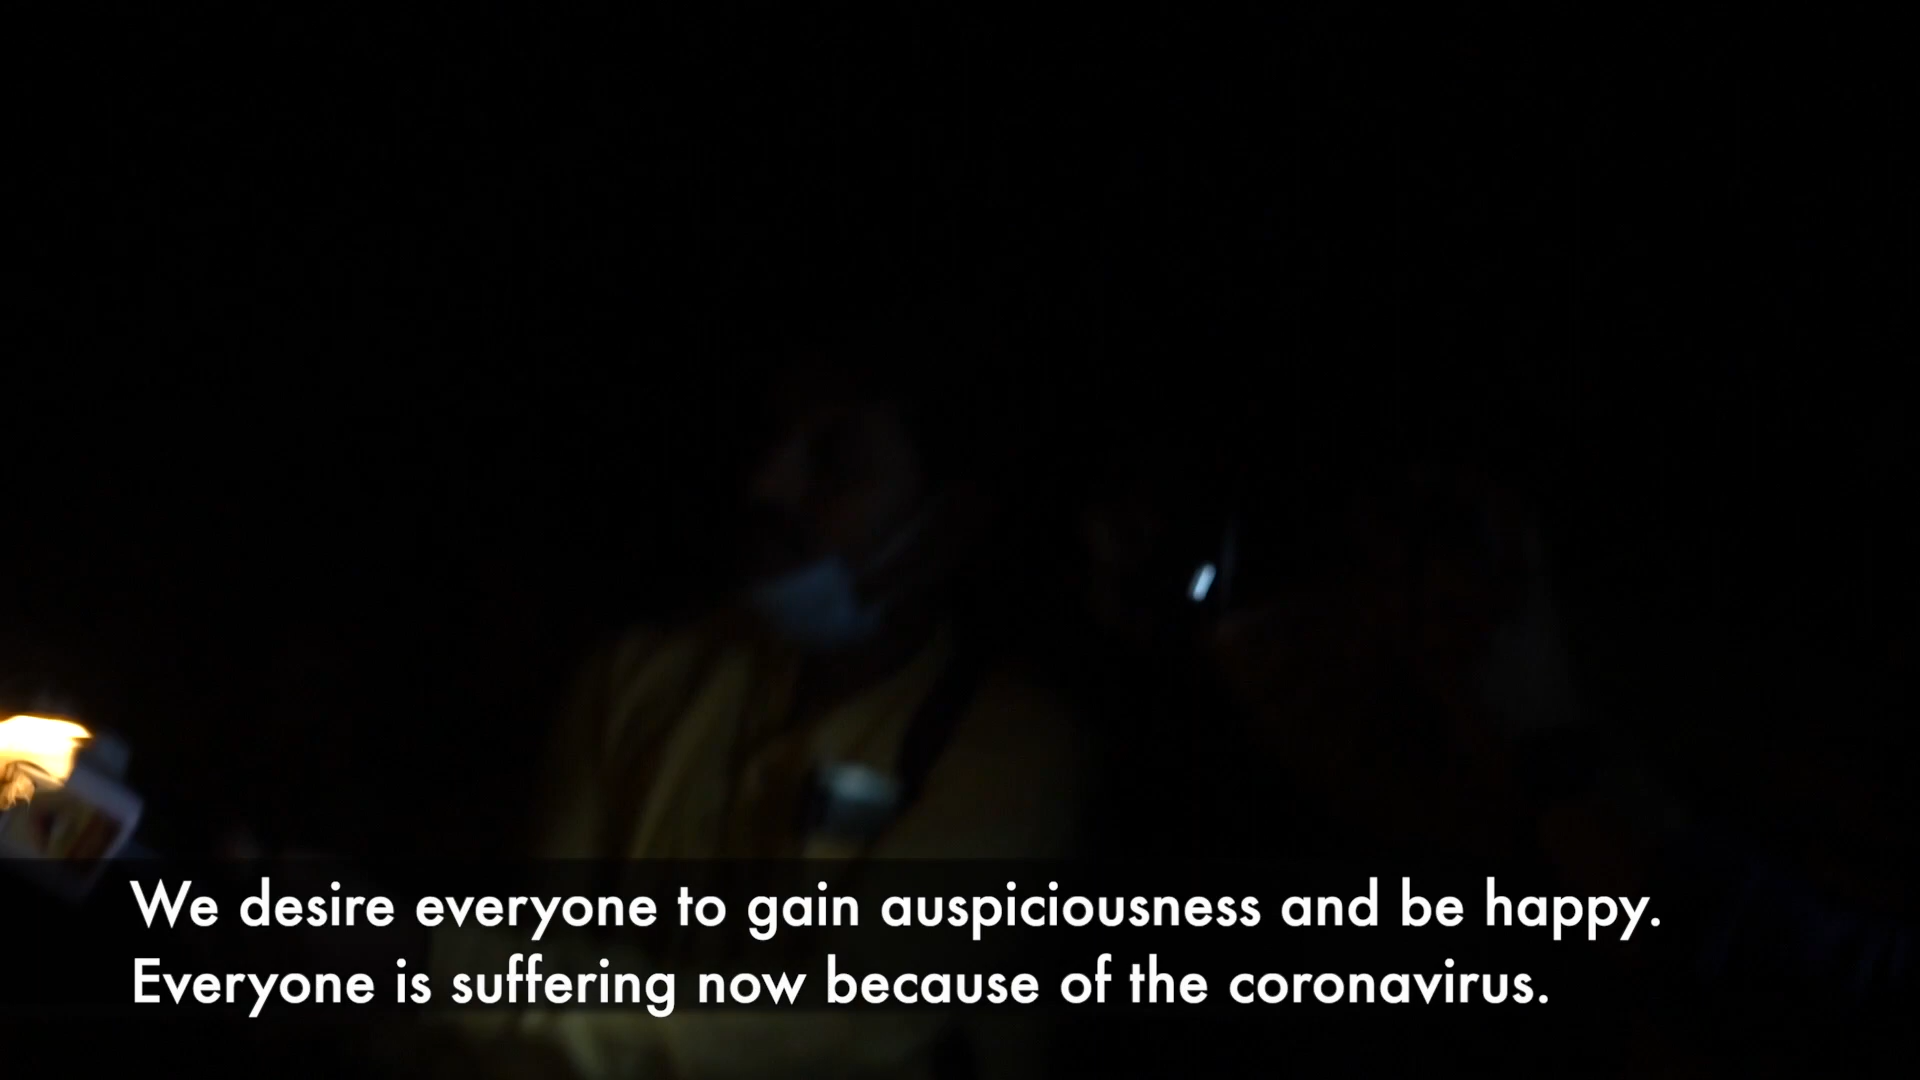 We desire everyone to gain auspiciousness and be happy.
Everyone is suffering now because of the coronavirus.